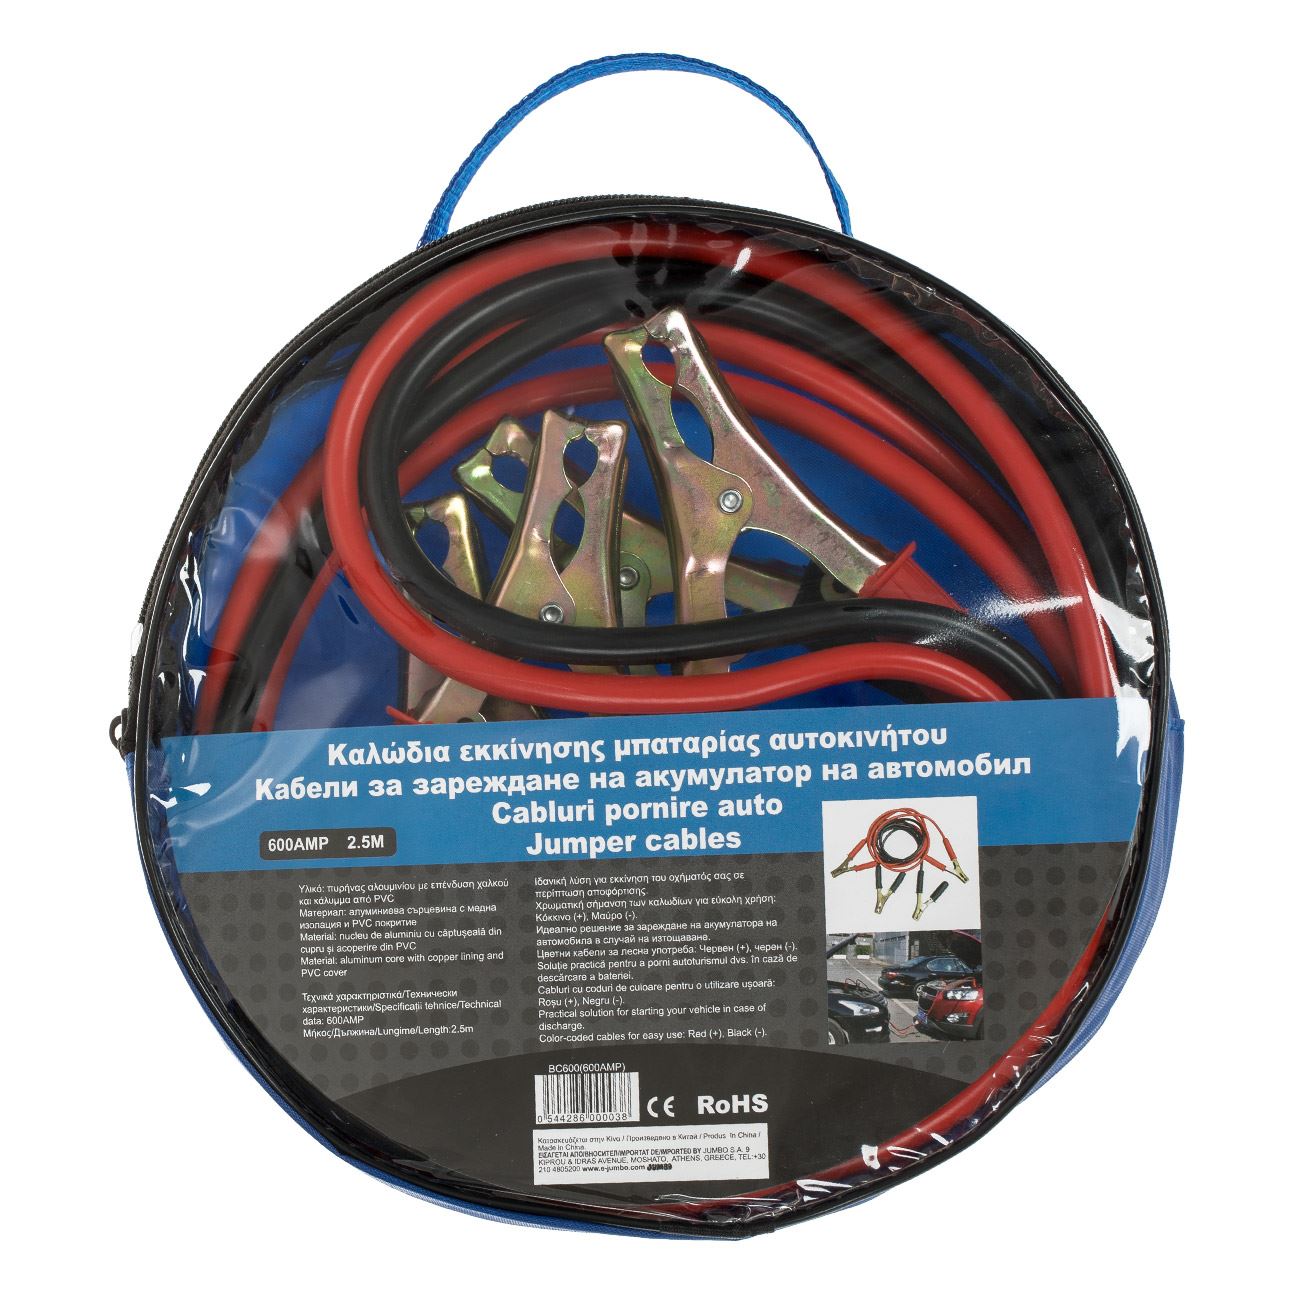 Καλώδια εκκίνησης μπαταρίας αυτοκινήτου
Кабели за зареждане на акумулатор на автомобил
Cabluri pornire auto
Jumper cables
600AMP 2.5M
Υλικό: πυρήνας αλουμινίου με επένδυση χαλκού
και κάλυμμα από PVC
Материал: алуминиева сърцевина с медна
изолация и PVC покритие
Material: nucleu de aluminiu cu căptușeală din
cupru și acoperire din PVC
Material: aluminum core with copper lining and
PVC cover
Τεχνικά χαρακτηριστικά/Технически
характеристики/Specificații tehnice/Technical
data: 600AMP
Μήκος/Дължина/Lungime/Length:2.5m
Ιδανική λύση για εκκίνηση του οχήματός σας σε
περίπτωση αποφόρτισης.
Χρωματική σήμανση των καλωδίων για εύκολη χρήση:
Κόκκινο (+), Μαύρο (-).
Идеално решение за зареждане на акумулатора на
автомобила в случай на изтощаване.
Цветни кабели за лесна употреба: Червен (+), черен (-).
Soluție practică pentru a porni autoturismul dvs. în cază de
descărcare a bateriei.
Cabluri cu coduri de culoare pentru o utilizare ușoară:
Roșu (+), Negru (-).
Practical solution for starting your vehicle in case of
discharge.
Color-coded cables for easy use: Red (+), Black (-).
BC600(600AMP)
0 544286 000038
CE RoHS
Κατασκευάζεται στην Κίνα / Произведено в Китай / Produs în China /
Made in China.
ΕΙΣΑΓΕΤΑΙ ΑΠΟ/ВНОСИТЕЛ/IMPORTAT DE/IMPORTED BY JUMBO S.A. 9
KIPROU & IDRAS AVENUE, MOSHATO, ATHENS, GREECE, TEL:+30
210 4805200 www.e-jumbo.com JUMBO